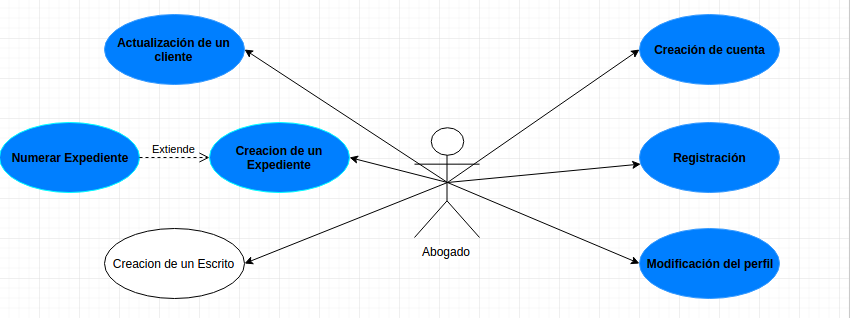 Actualización de un
cliente
Creación de cuenta
Numerar Expediente
Extiende
Creacion de un
Expediente
Registración
Creacion de un Escrito
Abogado
Modificación del perfil